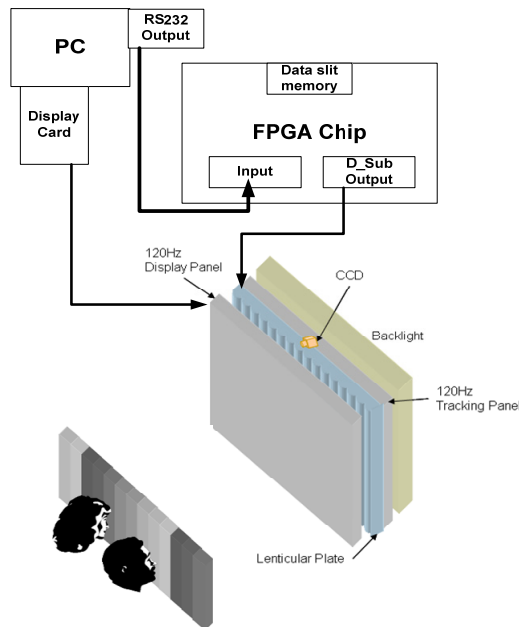 PC
RS232
Output
Display
Card
Data slit
memory
FPGA Chip
Input
D_Sub
Output
120Hz
Display Panel
CCD
Backlight
120Hz
Tracking Panel
Lenticular Plate